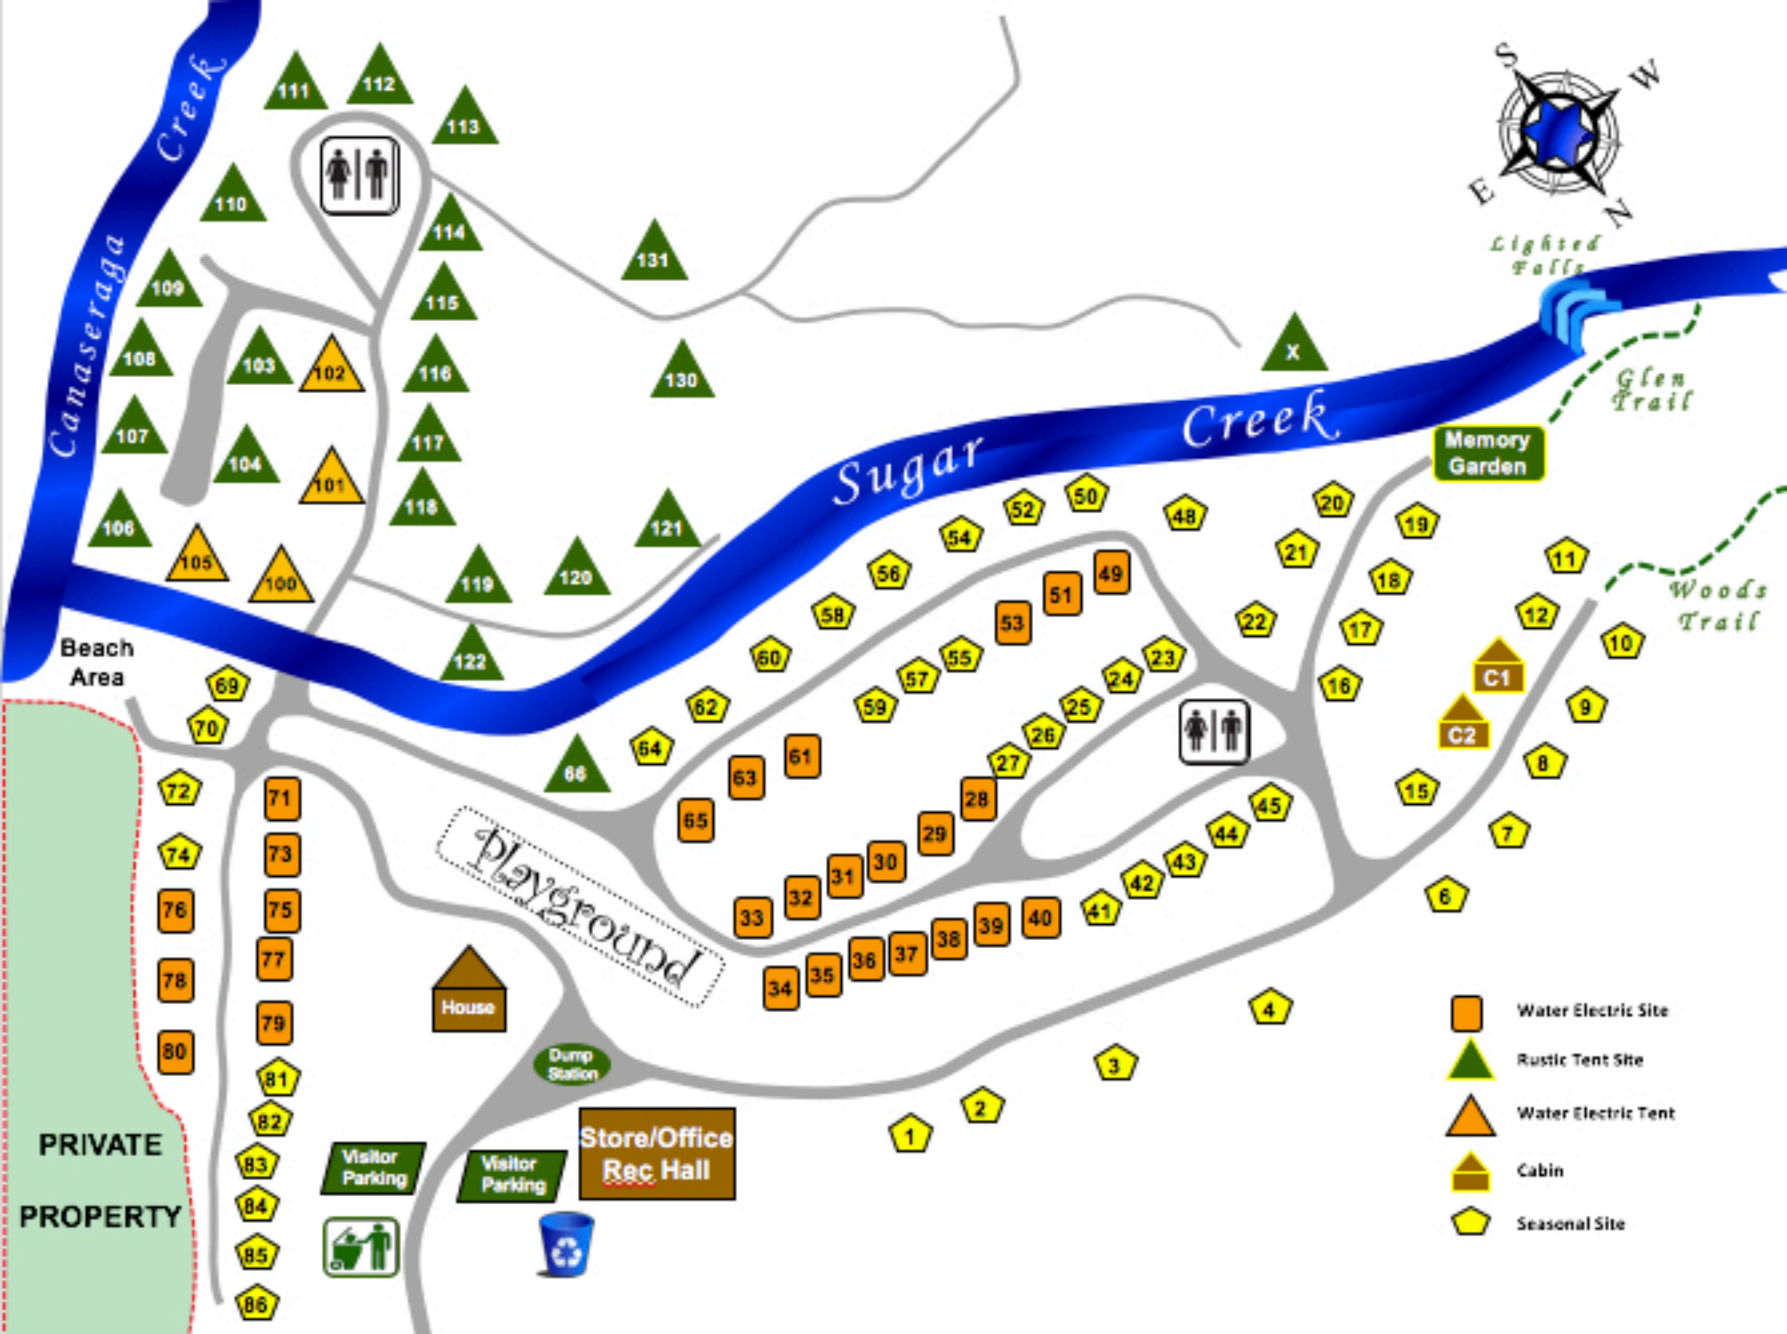 Canaseraga Creek
111
112
113
110
114
109
115
131
108
103
102
116
130
X
107
104
101
117
118
106
105
100
119
120
121
122
S
W
E
N
Lighted
Falls
Glen
Trail
Sugar Creek
Memory
Garden
Woods
Trail
Beach
Area
69
70
72
74
76
78
80
71
73
75
77
79
81
82
83
84
85
86
66
64
62
60
58
56
54
52
50
48
49
51
53
55
57
59
61
63
65
20
21
22
19
18
17
16
23
24
25
26
27
28
29
30
31
32
33
34
35
36
37
38
39
40
41
42
43
44
45
11
12
10
9
8
7
6
15
C1
C2
4
3
2
1
Playground
House
Dump
Station
Store/Office
Rec Hall
Visitor
Parking
Visitor
Parking
PRIVATE
PROPERTY
Water Electric Site
Rustic Tent Site
Water Electric Tent
Cabin
Seasonal Site